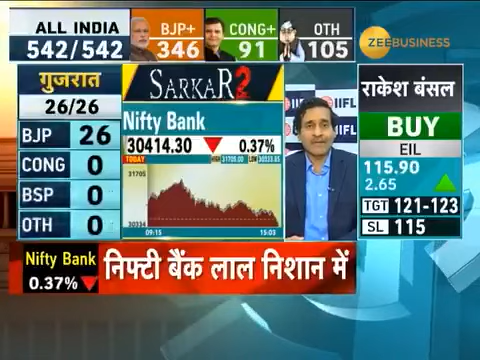 ALL INDIA
542/542
BJP+
346
CONG+
91
OTH
105
ZEEBUSINESS
गुजरात
26/26
BJP 26
CONG 0
BSP 0
OTH 0
SARKAR 2
Nifty Bank
30414.30 0.37%
TODAY
31705
30334
09:15 15:03
IIFL
राकेश बंसल
BUY
EIL
115.90
2.65
TGT 121-123
SL 115
Nifty Bank
0.37%
निफ्टी बैंक लाल निशान में